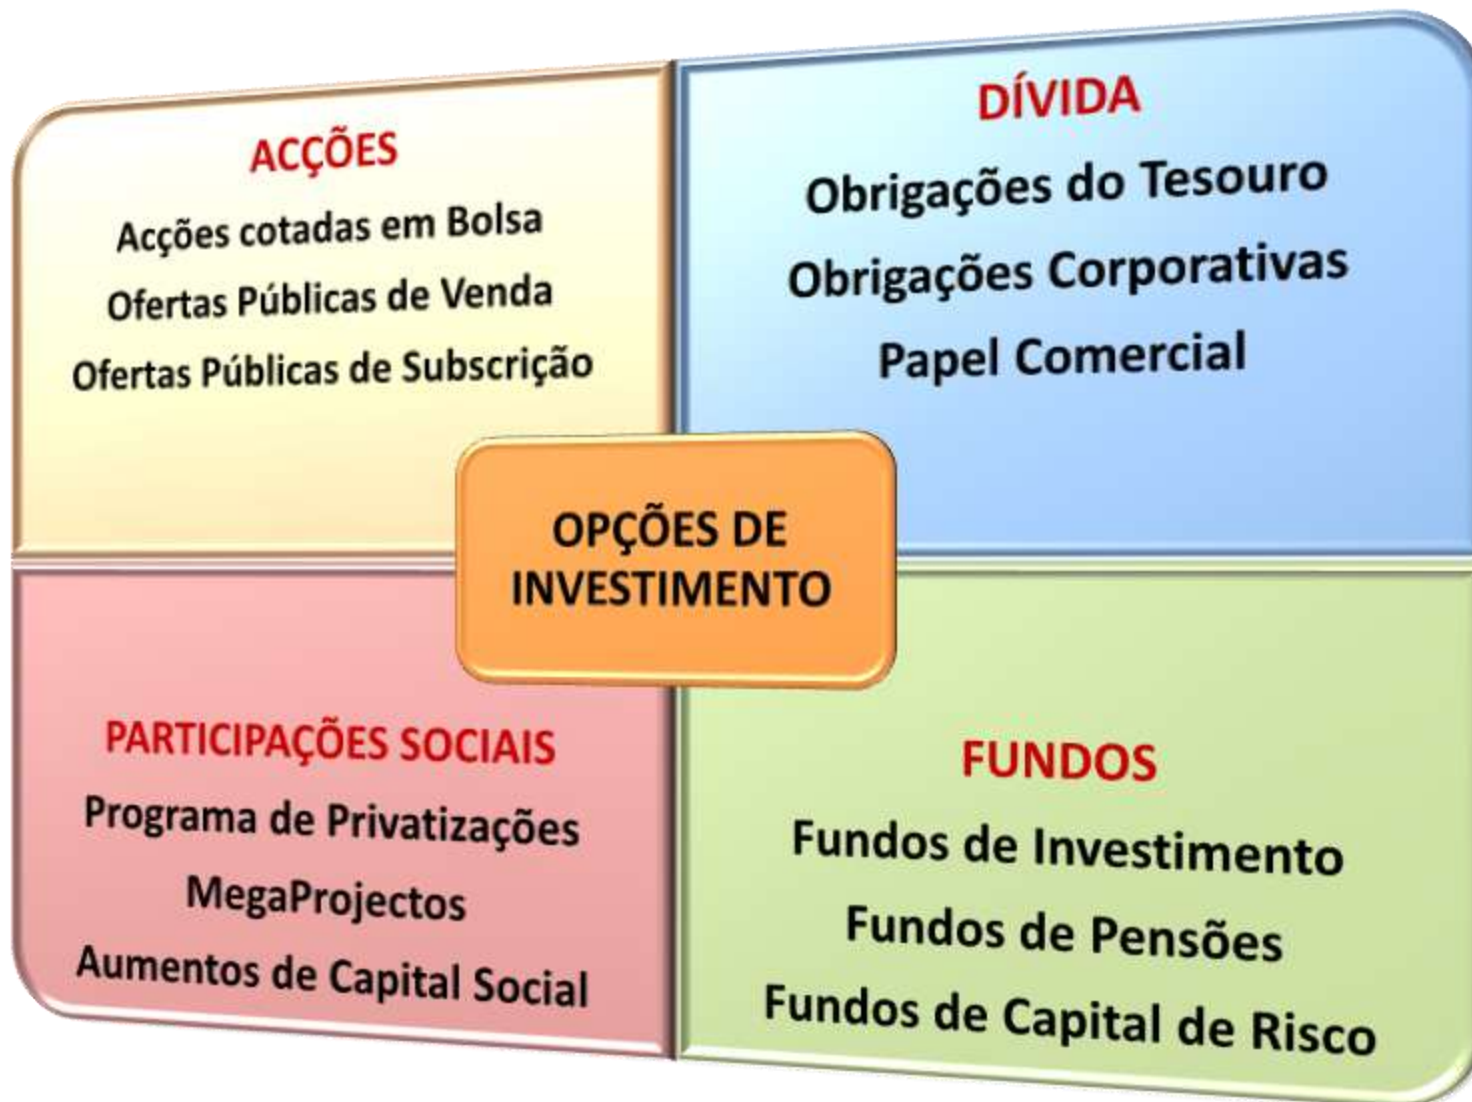 ACÇÕES
Acções cotadas em Bolsa
Ofertas Públicas de Venda
Ofertas Públicas de Subscrição
DÍVIDA
Obrigações do Tesouro
Obrigações Corporativas
Papel Comercial
OPÇÕES DE
INVESTIMENTO
PARTICIPAÇÕES SOCIAIS
Programa de Privatizações
MegaProjectos
Aumentos de Capital Social
FUNDOS
Fundos de Investimento
Fundos de Pensões
Fundos de Capital de Risco